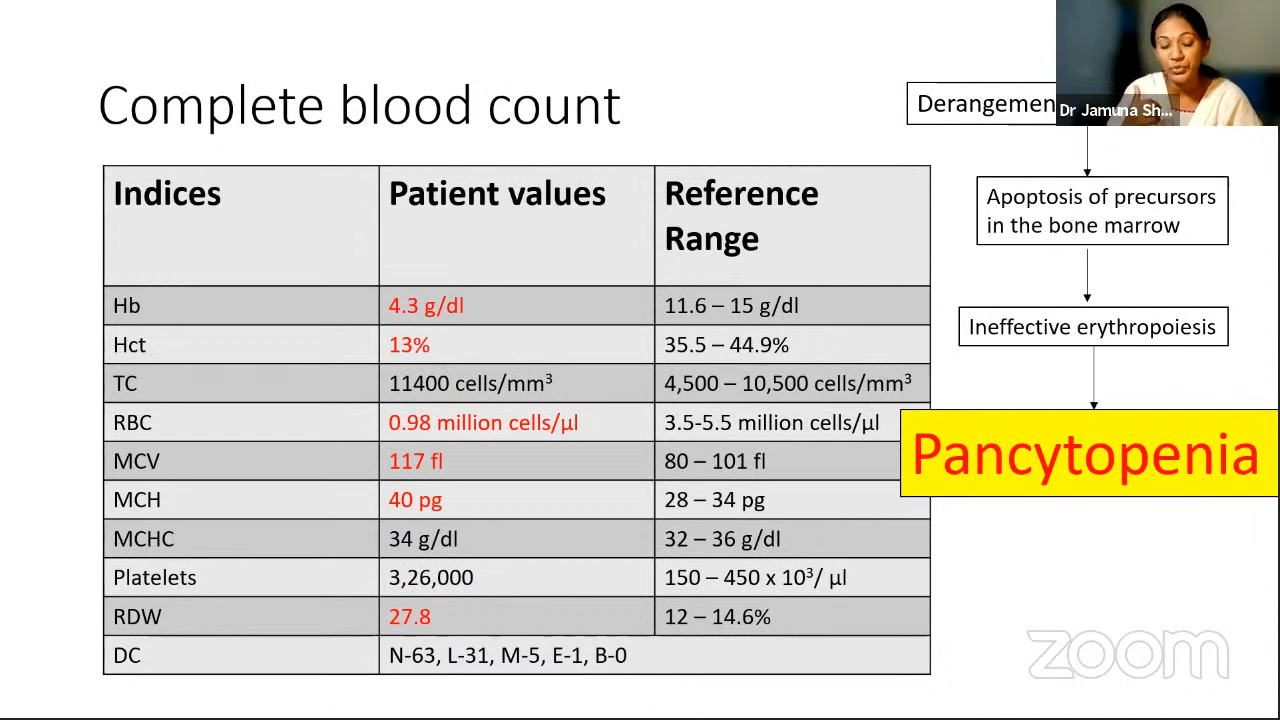 Complete blood count
Derangemen
Dr Jamuna Sh...
Apoptosis of precursors
in the bone marrow
Ineffective erythropoiesis
Pancytopenia
Indices Patient values Reference
Range
Hb 4.3 g/dl 11.6 – 15 g/dl
Hct 13% 35.5 – 44.9%
TC 11400 cells/mm³ 4,500 – 10,500 cells/mm³
RBC 0.98 million cells/µl 3.5-5.5 million cells/µl
MCV 117 fl 80 – 101 fl
MCH 40 pg 28 – 34 pg
MCHC 34 g/dl 32 – 36 g/dl
Platelets 3,26,000 150 – 450 x 10³/ µl
RDW 27.8 12 – 14.6%
DC N-63, L-31, M-5, E-1, B-0
zoom